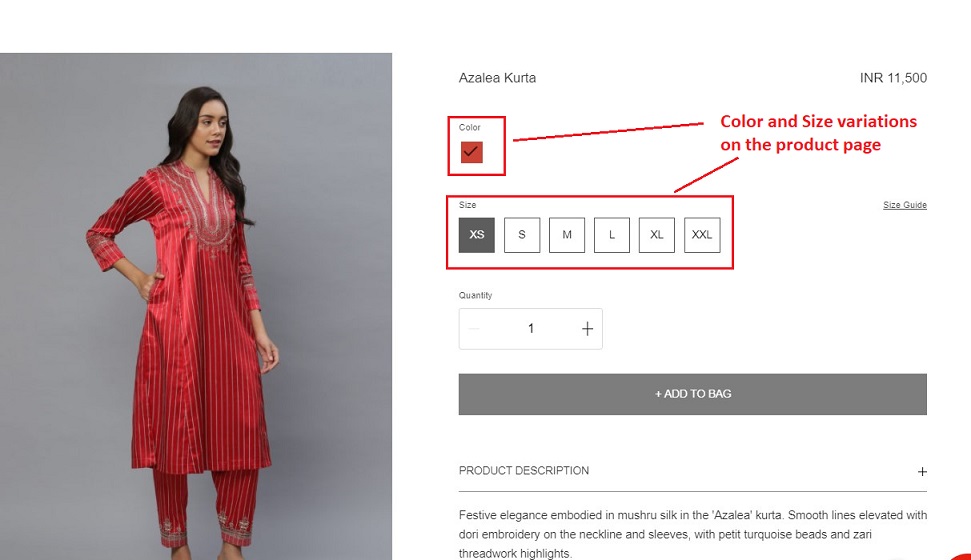 Azalea Kurta INR 11,500
Color
Color and Size variations
on the product page
Size Size Guide
XS S M L XL XXL
Quantity
1
+ ADD TO BAG
PRODUCT DESCRIPTION
Festive elegance embodied in mushru silk in the 'Azalea' kurta. Smooth lines elevated with
dori embroidery on the neckline and sleeves, with petit turquoise beads and zari
threadwork highlights.